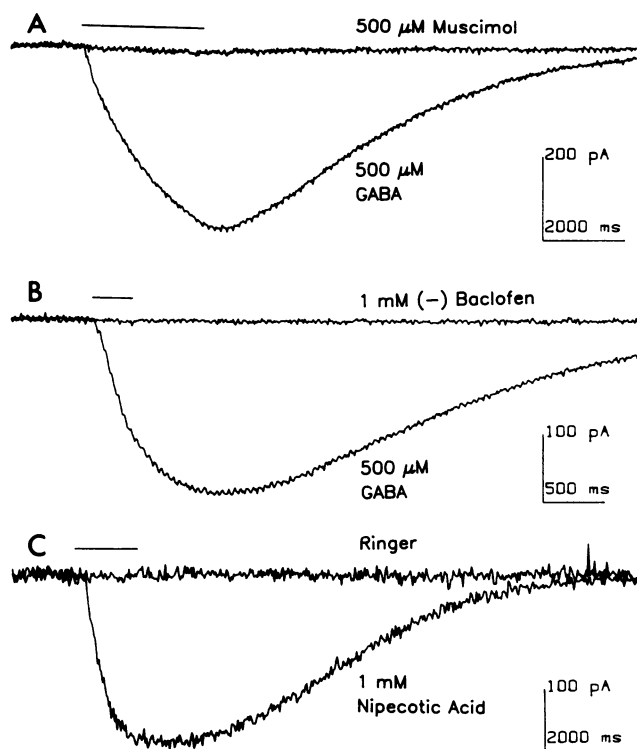 A
500 μM Muscimol
500 μM
GABA
200 pA
2000 ms
B
1 mM (−) Baclofen
500 μM
GABA
100 pA
500 ms
C
Ringer
1 mM
Nipecotic Acid
100 pA
2000 ms